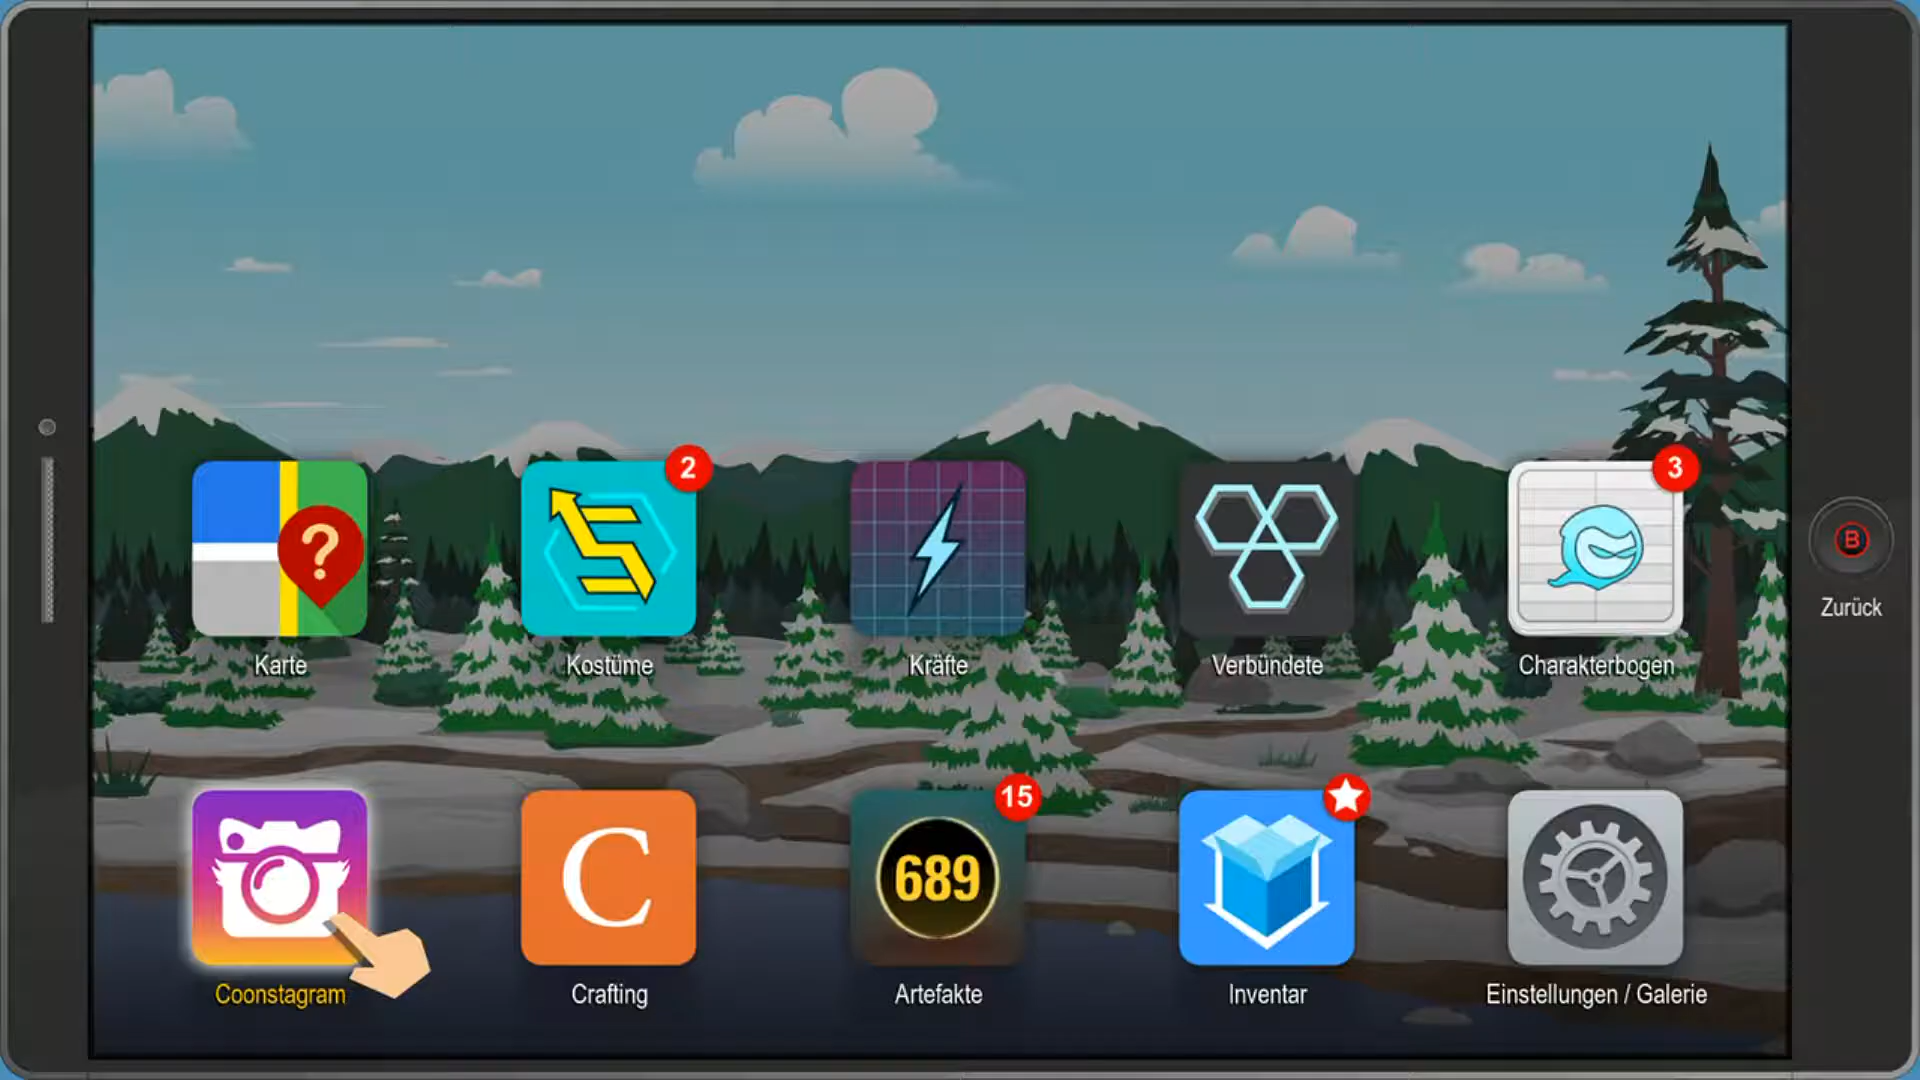 2
3
?
B
Zurück
Karte
Kostüme
Kräfte
Verbündete
Charakterbogen
15
C
689
Coonstagram
Crafting
Artefakte
Inventar
Einstellungen / Galerie